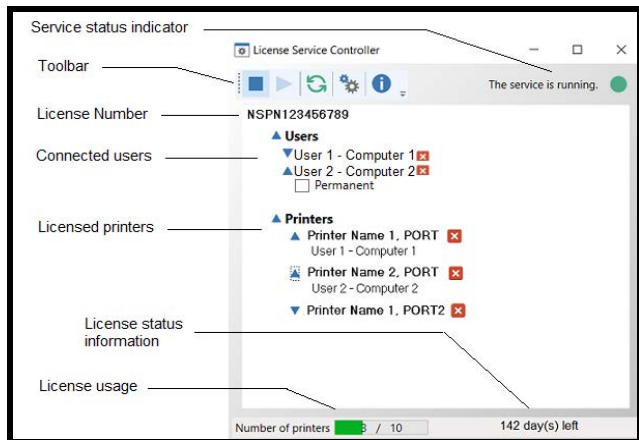 Service status indicator
License Service Controller
Toolbar
The service is running.
License Number
NSPN123456789
Users
Connected users
User 1 - Computer 1
User 2 - Computer 2
Permanent
Licensed printers
Printers
Printer Name 1, PORT
User 1 - Computer 1
Printer Name 2, PORT
User 2 - Computer 2
Printer Name 1, PORT2
License status
information
License usage
Number of printers 3 / 10
142 day(s) left